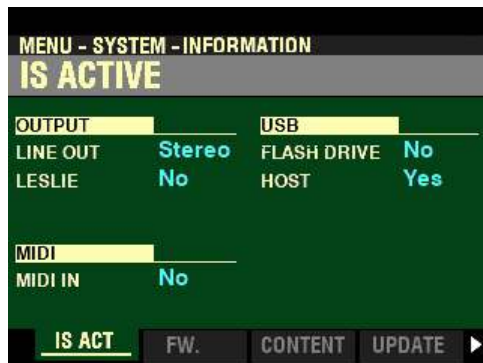 MENU - SYSTEM - INFORMATION
IS ACTIVE
OUTPUT
LINE OUT Stereo
LESLIE No
USB
FLASH DRIVE No
HOST Yes
MIDI
MIDI IN No
IS ACT FW. CONTENT UPDATE